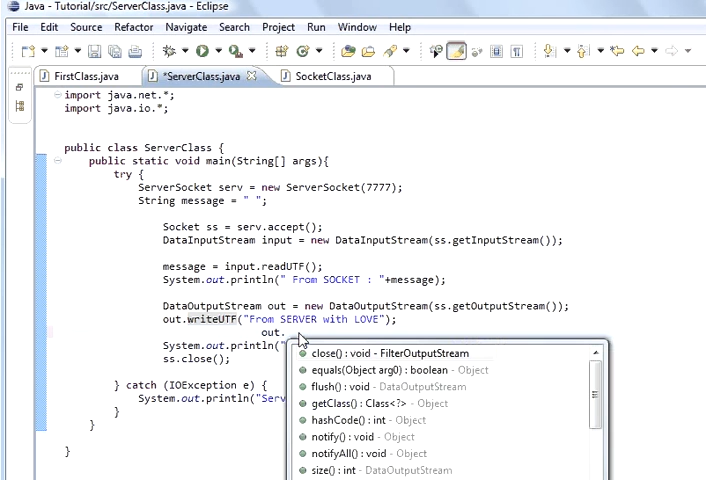 Java - Tutorial/src/ServerClass.java - Eclipse
File Edit Source Refactor Navigate Search Project Run Window Help
FirstClass.java *ServerClass.java SocketClass.java
import java.net.*;
import java.io.*;
public class ServerClass {
public static void main(String[] args){
try {
ServerSocket serv = new ServerSocket(7777);
String message = " ";
Socket ss = serv.accept();
DataInputStream input = new DataInputStream(ss.getInputStream());
message = input.readUTF();
System.out.println(" From SOCKET : "+message);
DataOutputStream out = new DataOutputStream(ss.getOutputStream());
out.writeUTF("From SERVER with LOVE");
out.
System.out.println("
ss.close();
} catch (IOException e) {
System.out.println("Serv
}
}
}
close() : void - FilterOutputStream
equals(Object arg0) : boolean - Object
flush() : void - DataOutputStream
getClass() : Class<?> - Object
hashCode() : int - Object
notify() : void - Object
notifyAll() : void - Object
size() : int - DataOutputStream